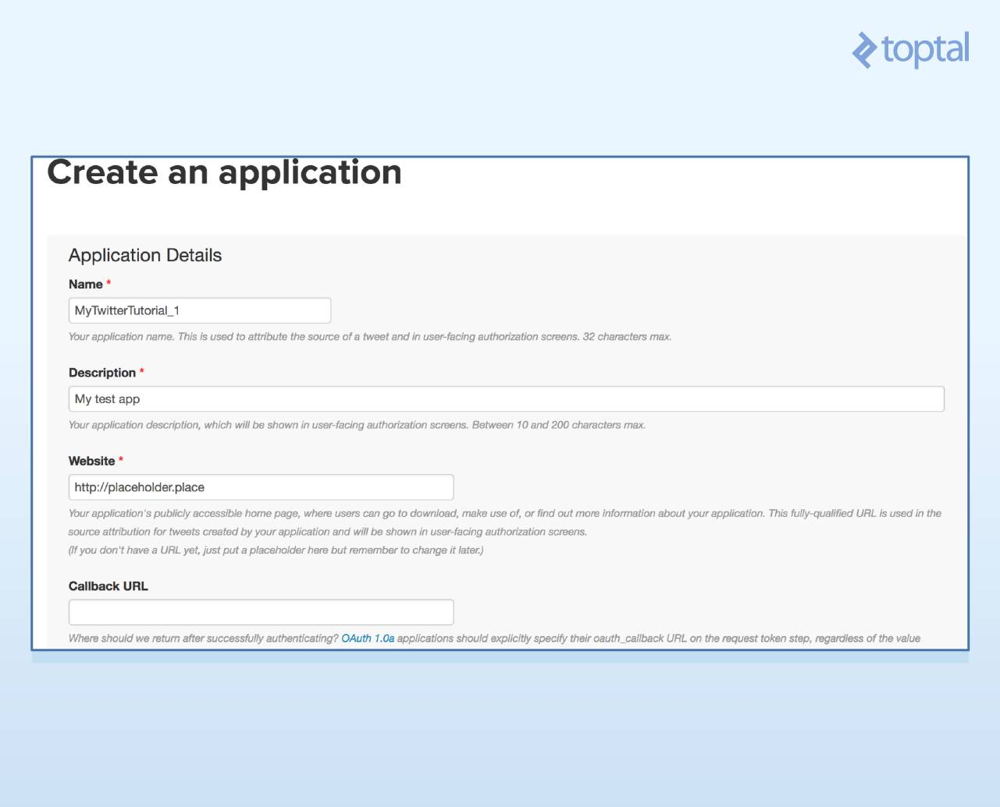 toptal
Create an application
Application Details
Name *
MyTwitterTutorial_1
Your application name. This is used to attribute the source of a tweet and in user-facing authorization screens. 32 characters max.
Description *
My test app
Your application description, which will be shown in user-facing authorization screens. Between 10 and 200 characters max.
Website *
http://placeholder.place
Your application's publicly accessible home page, where users can go to download, make use of, or find out more information about your application. This fully-qualified URL is used in the
source attribution for tweets created by your application and will be shown in user-facing authorization screens.
(If you don't have a URL yet, just put a placeholder here but remember to change it later.)
Callback URL
Where should we return after successfully authenticating? OAuth 1.0a applications should explicitly specify their oauth_callback URL on the request token step, regardless of the value